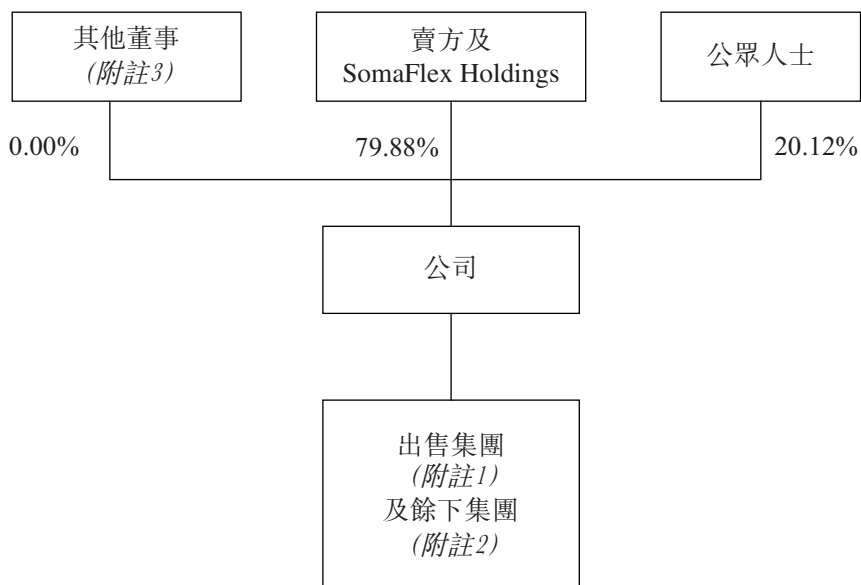 其他董事
(附註3)
賣方及
SomaFlex Holdings
公眾人士
0.00%
79.88%
20.12%
公司
出售集團
(附註1)
及餘下集團
(附註2)